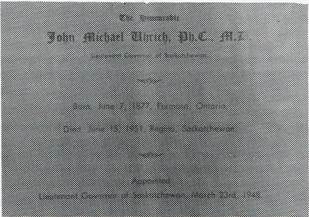 The Honourable
John Michael Uhrich, Ph.C., M.D.
Lieutenant Governor of Saskatchewan
Born, June 7, 1877, Formosa, Ontario.
Died, June 15, 1951, Regina, Saskatchewan.
Appointed
Lieutenant Governor of Saskatchewan, March 23rd, 1948.